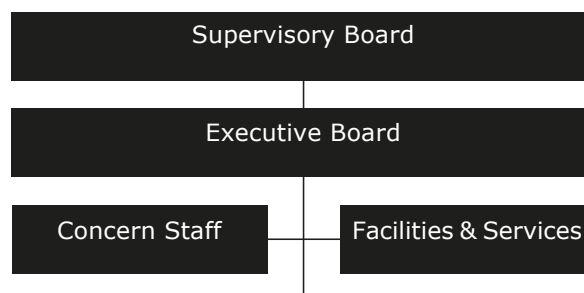 Supervisory Board
Executive Board
Concern Staff
Facilities & Services